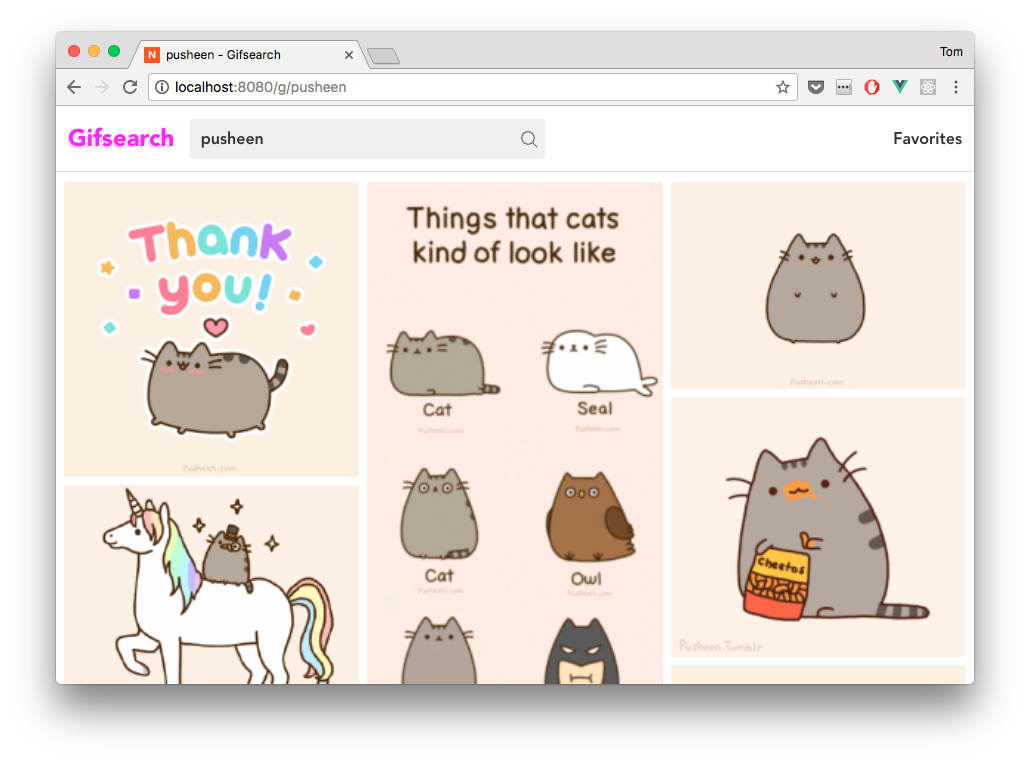 N pusheen - Gifsearch
Tom
localhost:8080/g/pusheen
Gifsearch
pusheen
Favorites
Thank
you!
Pusheen.com
Things that cats
kind of look like
Cat
Seal
Pusheen.com
Pusheen.com
Cat
Owl
Pusheen.com
Pusheen.com
Pusheen.com
Cheetos
Pusheen.Tumblr